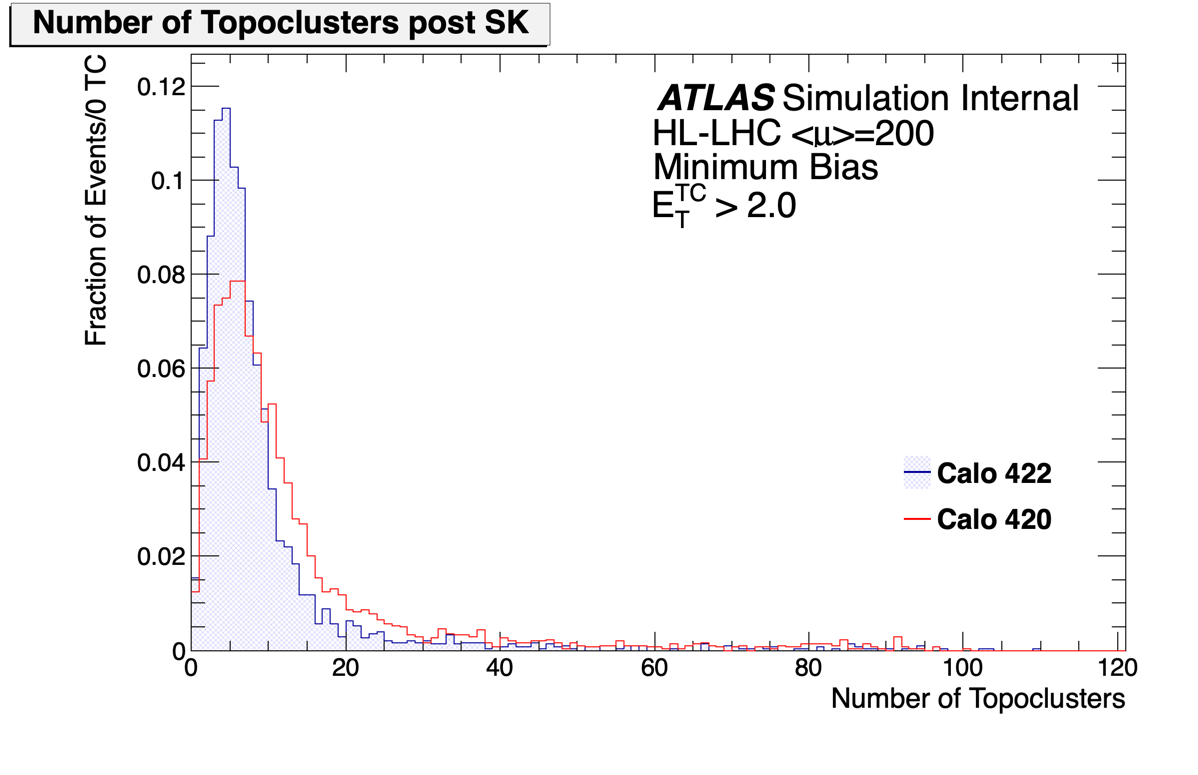 Number of Topoclusters post SK
Fraction of Events/0 TC
0.12
0.1
0.08
0.06
0.04
0.02
0
ATLAS Simulation Internal
HL-LHC <μ>=200
Minimum Bias
E_T^TC > 2.0
Calo 422
Calo 420
0 20 40 60 80 100 120
Number of Topoclusters